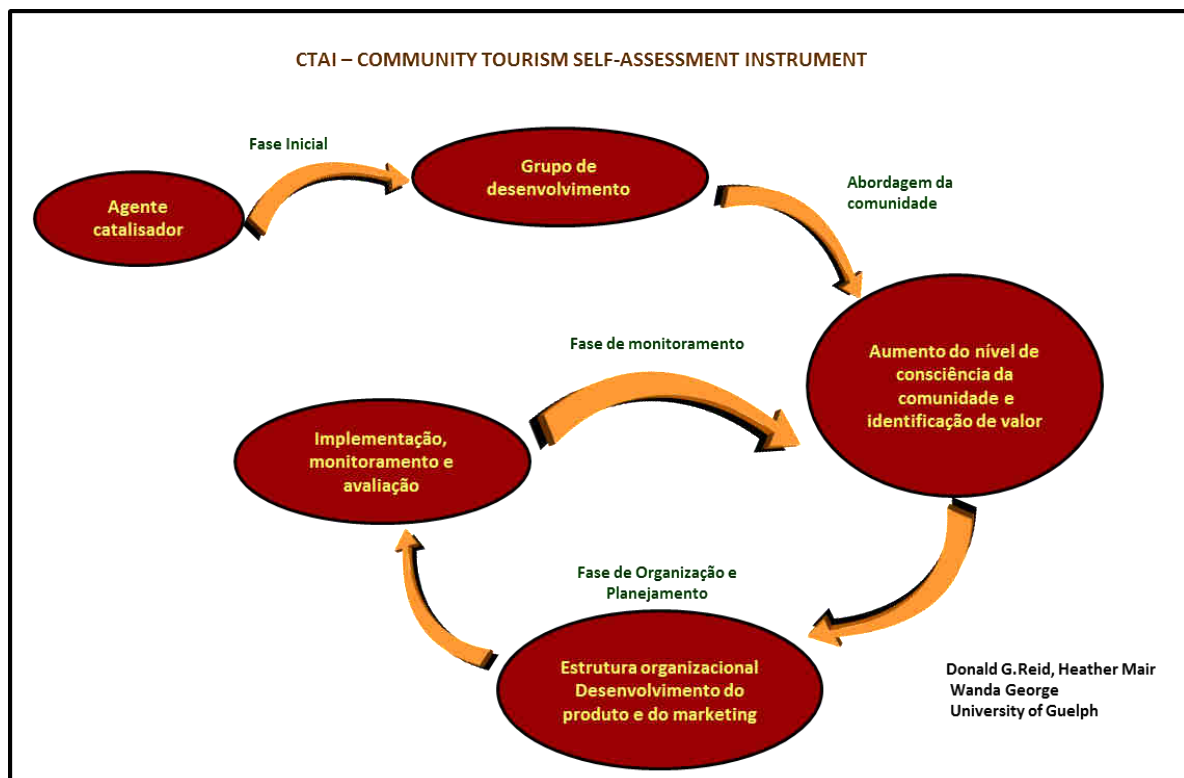 CTAI – COMMUNITY TOURISM SELF-ASSESSMENT INSTRUMENT
Fase Inicial
Grupo de
desenvolvimento
Agente
catalisador
Abordagem da
comunidade
Aumento do nível de
consciência da
comunidade e
identificação de valor
Fase de monitoramento
Implementação,
monitoramento e
avaliação
Fase de Organização e
Planejamento
Estrutura organizacional
Desenvolvimento do
produto e do marketing
Donald G.Reid, Heather Mair
Wanda George
University of Guelph